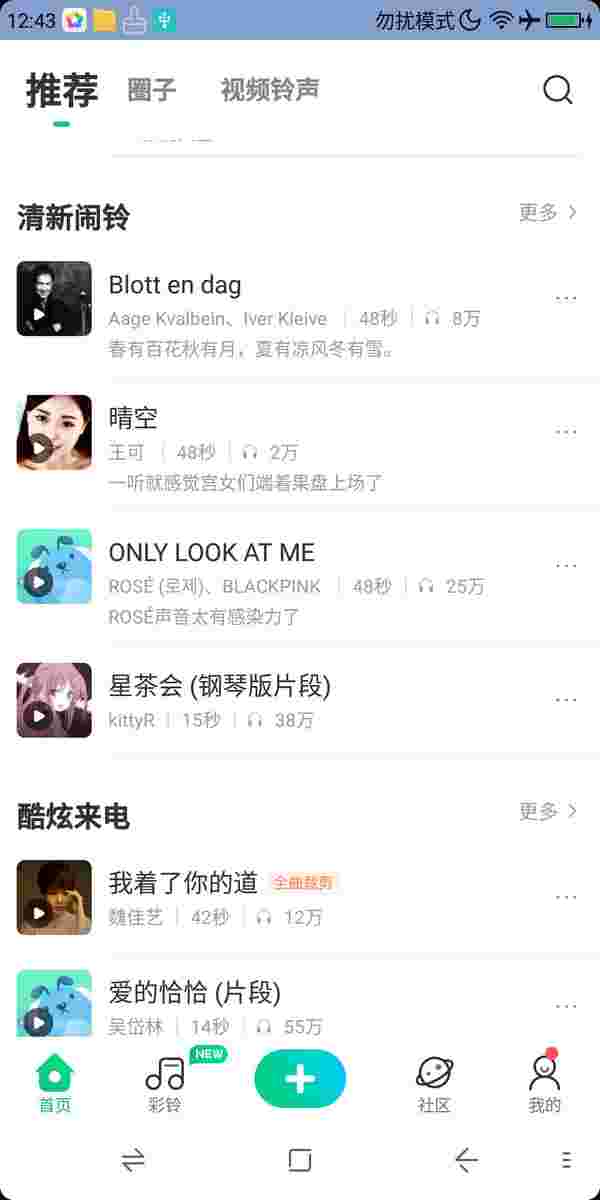 12:43 勿扰模式
推荐 圈子 视频铃声
清新闹铃 更多
Blott en dag
Aage Kvalbein、Iver Kleive 48秒 8万
春有百花秋有月，夏有凉风冬有雪。
晴空
王可 48秒 2万
一听就感觉宫女们端着果盘上场了
ONLY LOOK AT ME
ROSÉ (로제)、BLACKPINK 48秒 25万
ROSÉ声音太有感染力了
星茶会 (钢琴版片段)
kittyR 15秒 38万
酷炫来电 更多
我着了你的道 全曲裁剪
魏佳艺 42秒 12万
爱的恰恰 (片段)
吴岱林 14秒 55万
NEW
首页 彩铃 社区 我的